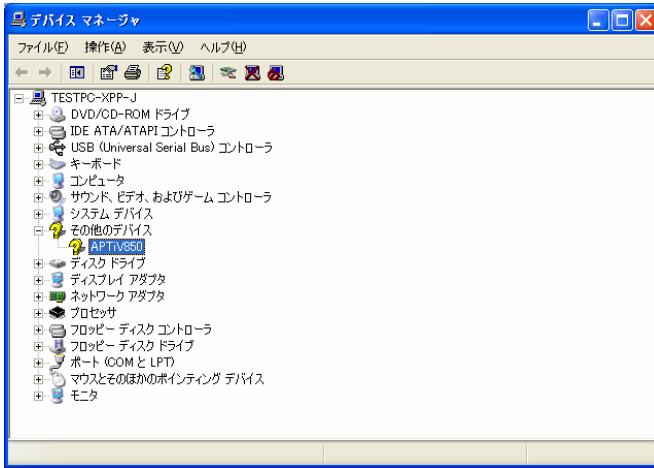 デバイス マネージャ
ファイル(F) 操作(A) 表示(V) ヘルプ(H)
TESTPC-XPP-J
DVD/CD-ROM ドライブ
IDE ATA/ATAPI コントローラ
USB (Universal Serial Bus) コントローラ
キーボード
コンピュータ
サウンド、ビデオ、およびゲーム コントローラ
システム デバイス
その他のデバイス
APTiV850
ディスク ドライブ
ディスプレイ アダプタ
ネットワーク アダプタ
プロセッサ
フロッピー ディスク コントローラ
フロッピー ディスク ドライブ
ポート (COM と LPT)
マウスとそのほかのポインティング デバイス
モニタ